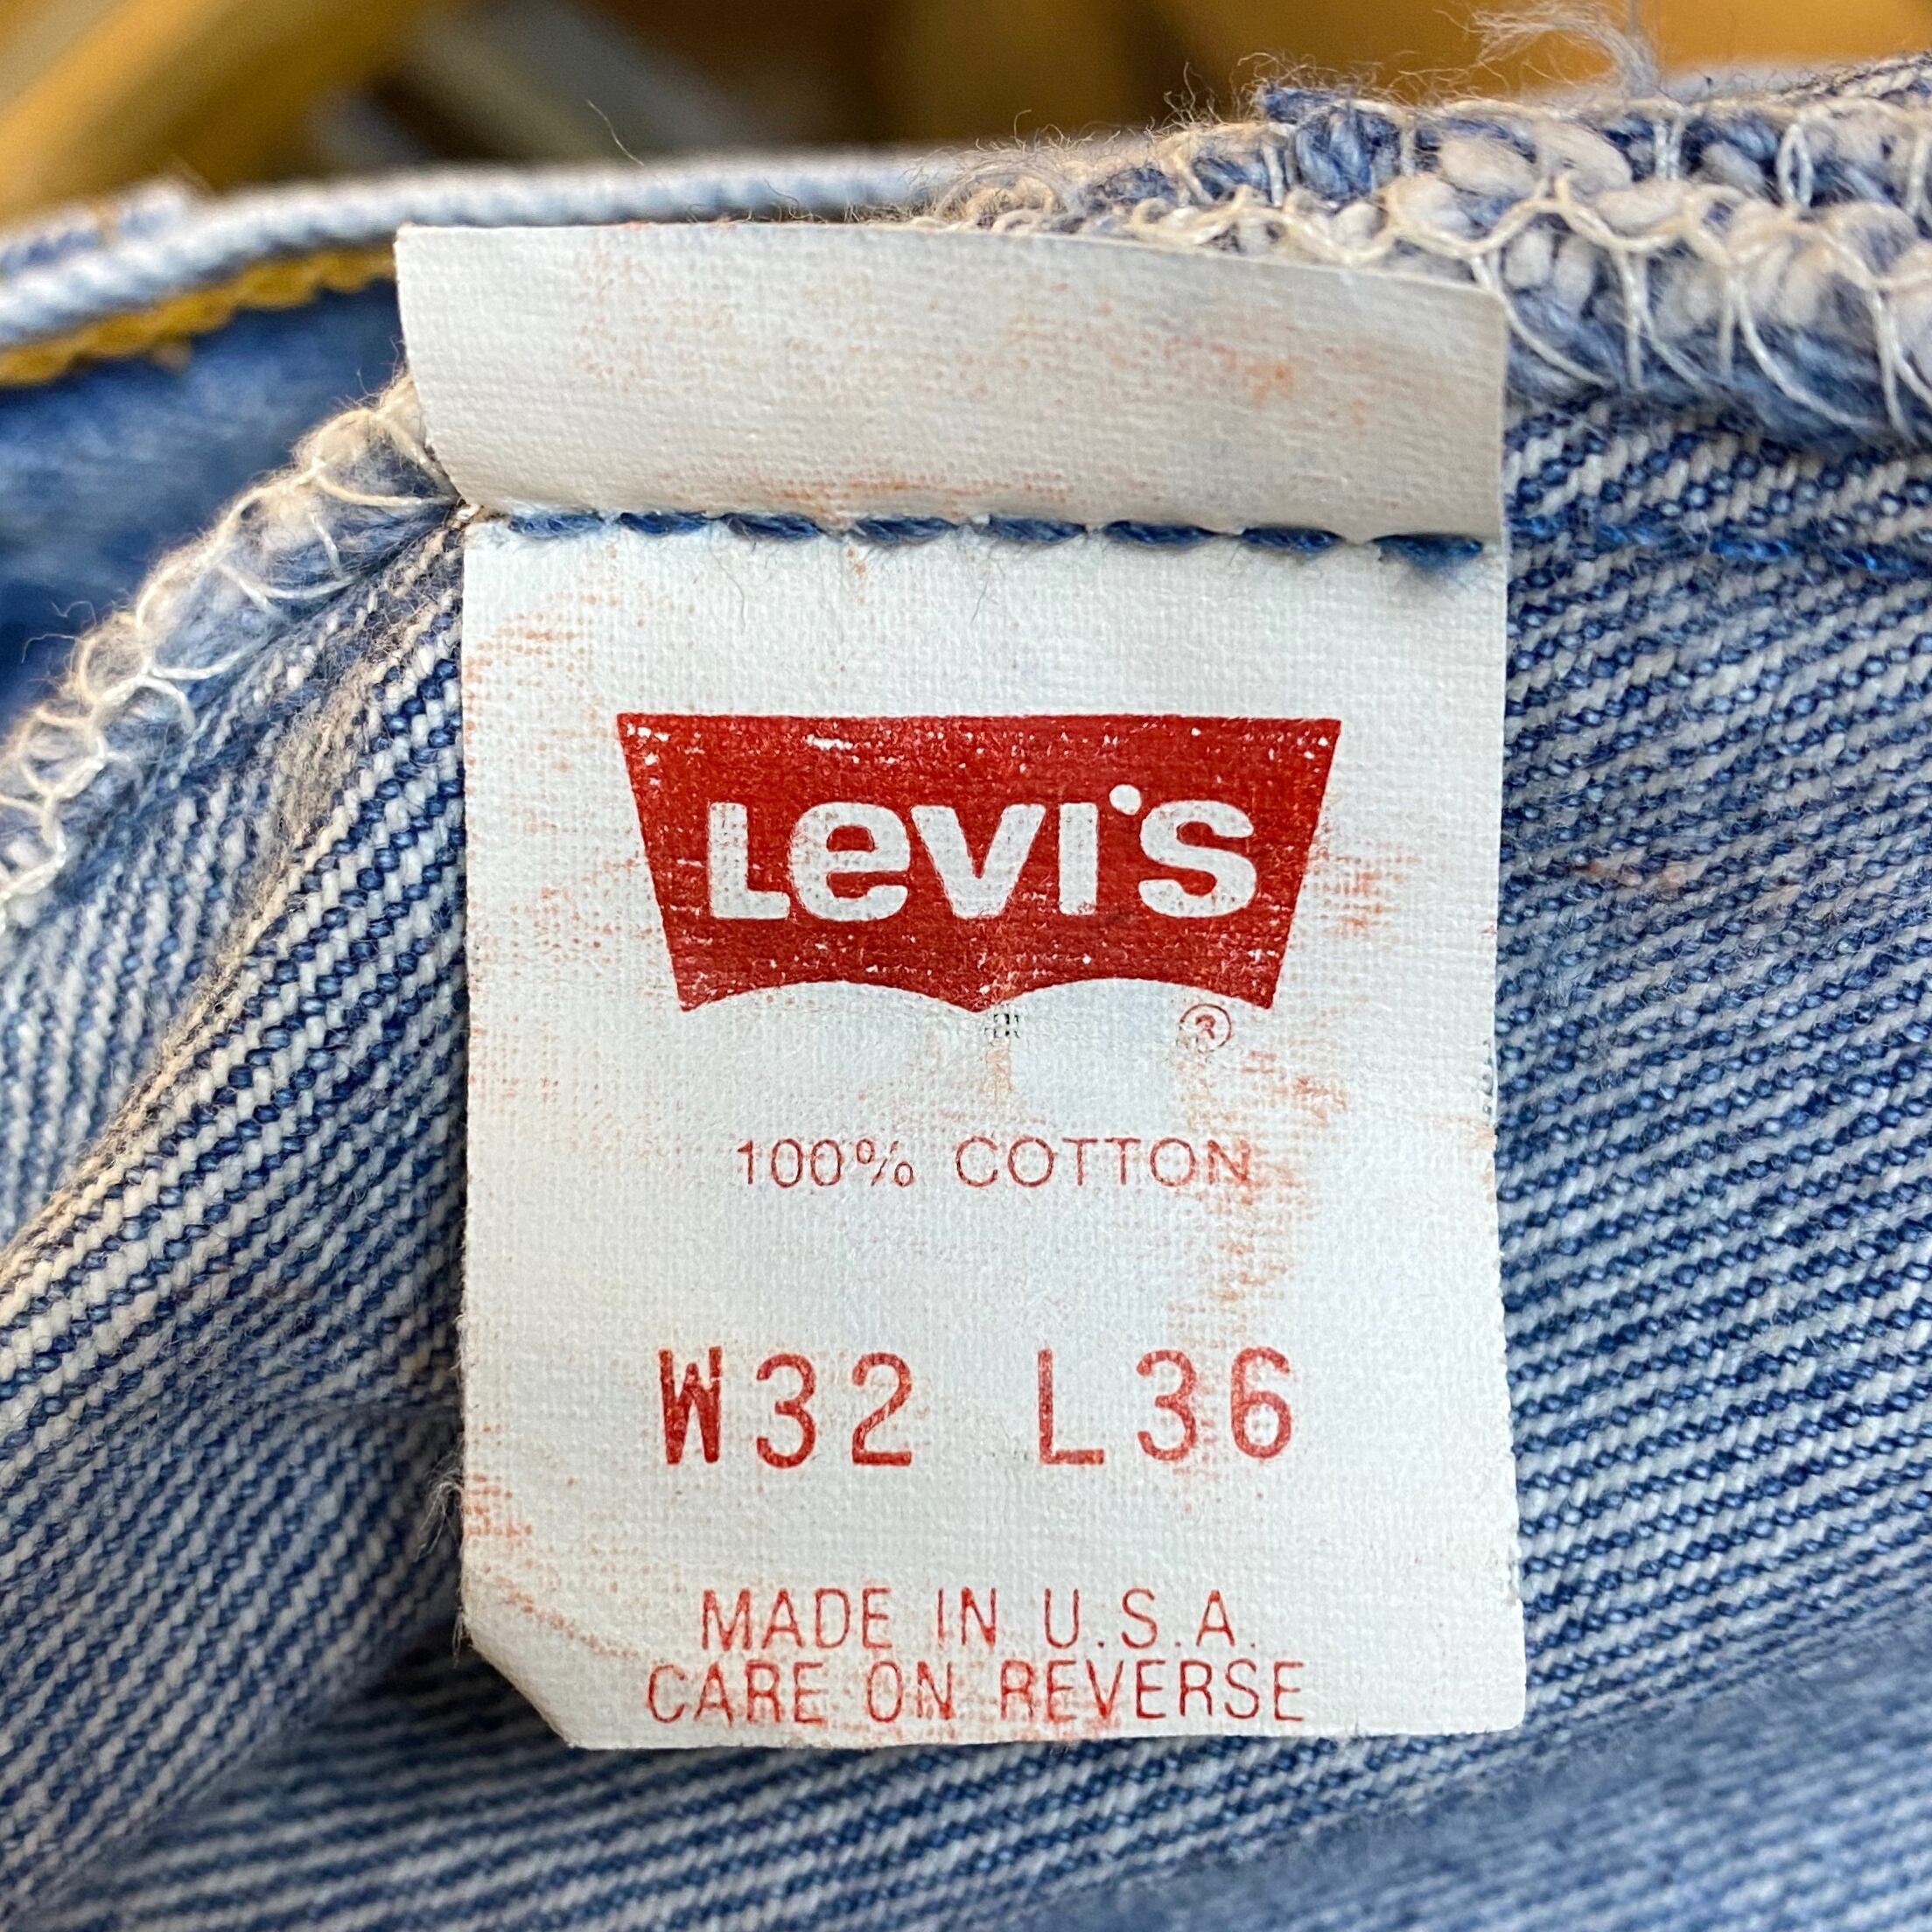 Levi's
®
100% COTTON
W32 L36
MADE IN U.S.A.
CARE ON REVERSE